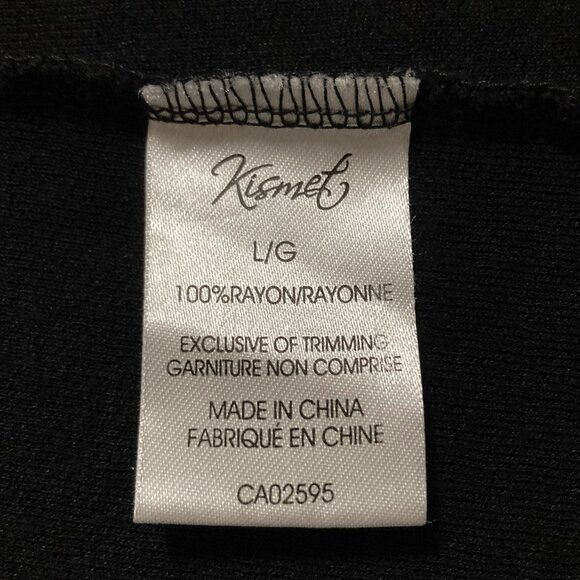 Kismet
L/G
100%RAYON/RAYONNE
EXCLUSIVE OF TRIMMING
GARNITURE NON COMPRISE
MADE IN CHINA
FABRIQUÉ EN CHINE
CA02595